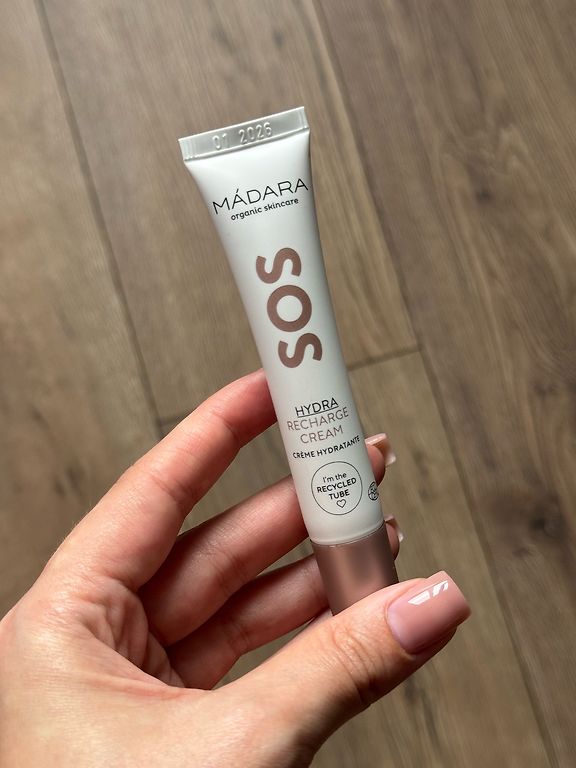 01 2026
MÁDARA
organic skincare
SOS
HYDRA
RECHARGE
CREAM
CRÈME HYDRATANTE
I'm the
RECYCLED
TUBE